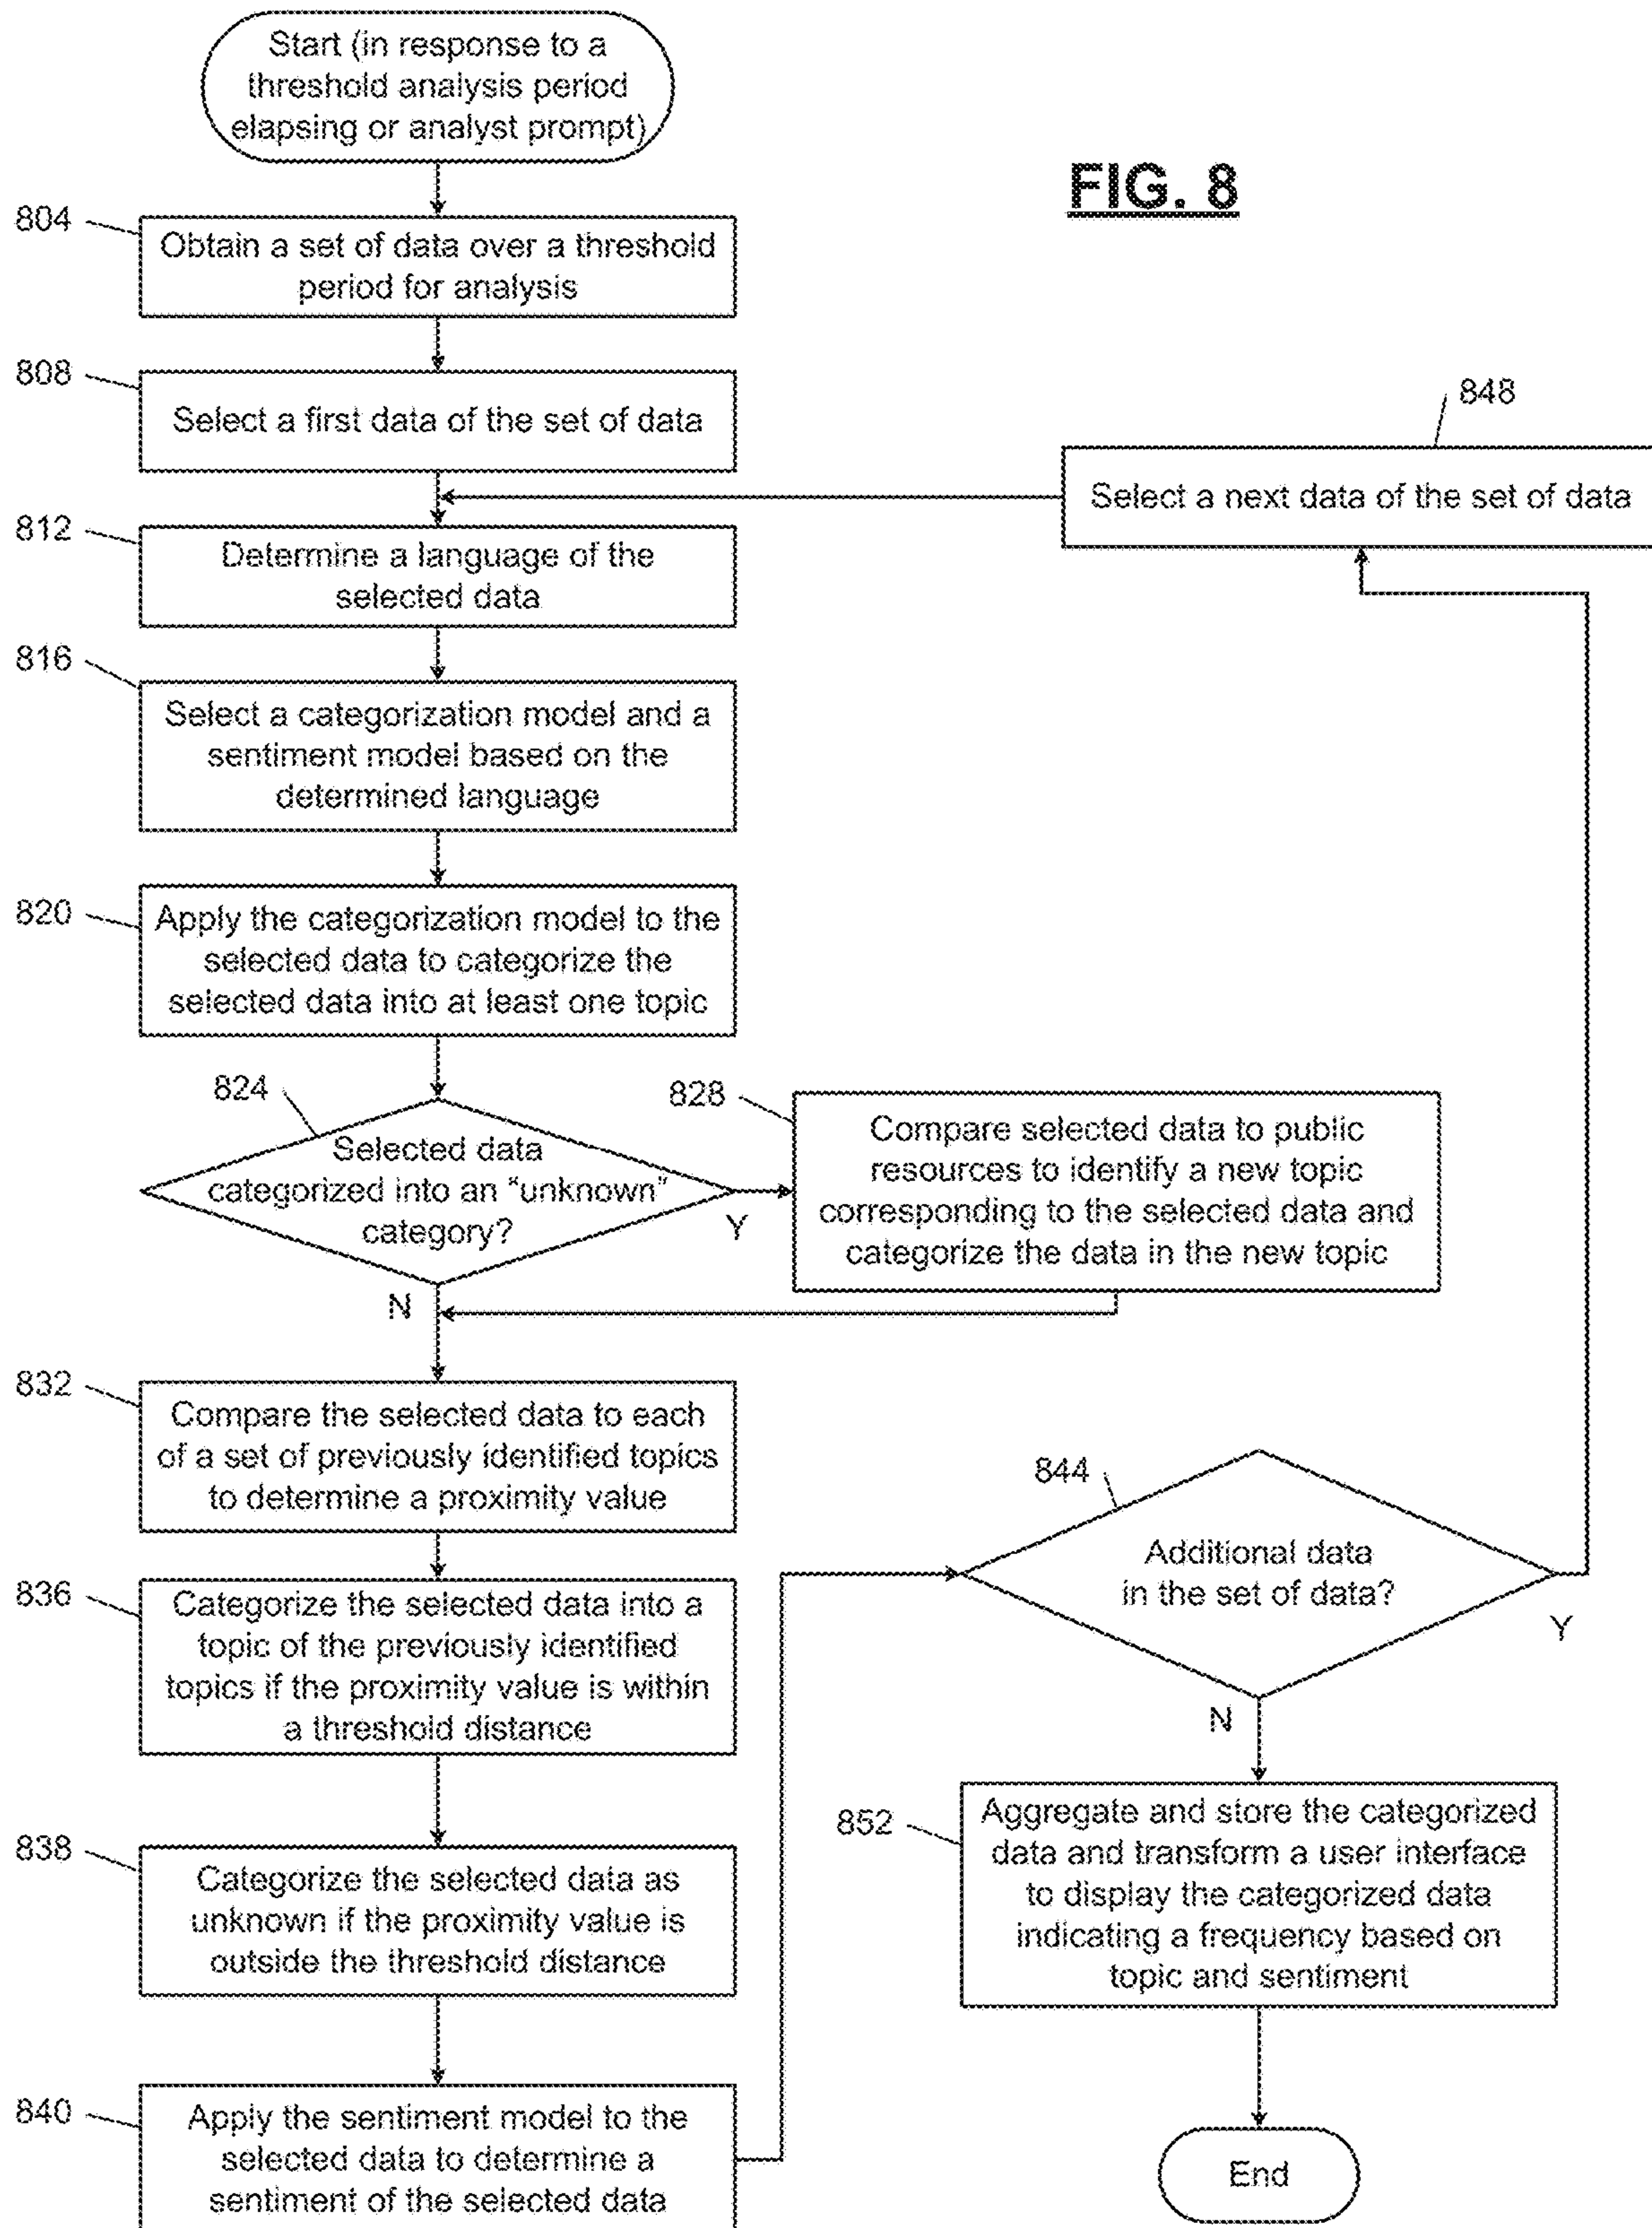 Start (in response to a
threshold analysis period
elapsing or analyst prompt)
FIG. 8
804
Obtain a set of data over a threshold
period for analysis
808
Select a first data of the set of data
848
Select a next data of the set of data
812
Determine a language of the
selected data
816
Select a categorization model and a
sentiment model based on the
determined language
820
Apply the categorization model to the
selected data to categorize the
selected data into at least one topic
824
Selected data
categorized into an “unknown”
category?
Y
N
828
Compare selected data to public
resources to identify a new topic
corresponding to the selected data and
categorize the data in the new topic
832
Compare the selected data to each
of a set of previously identified topics
to determine a proximity value
836
Categorize the selected data into a
topic of the previously identified
topics if the proximity value is within
a threshold distance
838
Categorize the selected data as
unknown if the proximity value is
outside the threshold distance
840
Apply the sentiment model to the
selected data to determine a
sentiment of the selected data
844
Additional data
in the set of data?
Y
N
852
Aggregate and store the categorized
data and transform a user interface
to display the categorized data
indicating a frequency based on
topic and sentiment
End